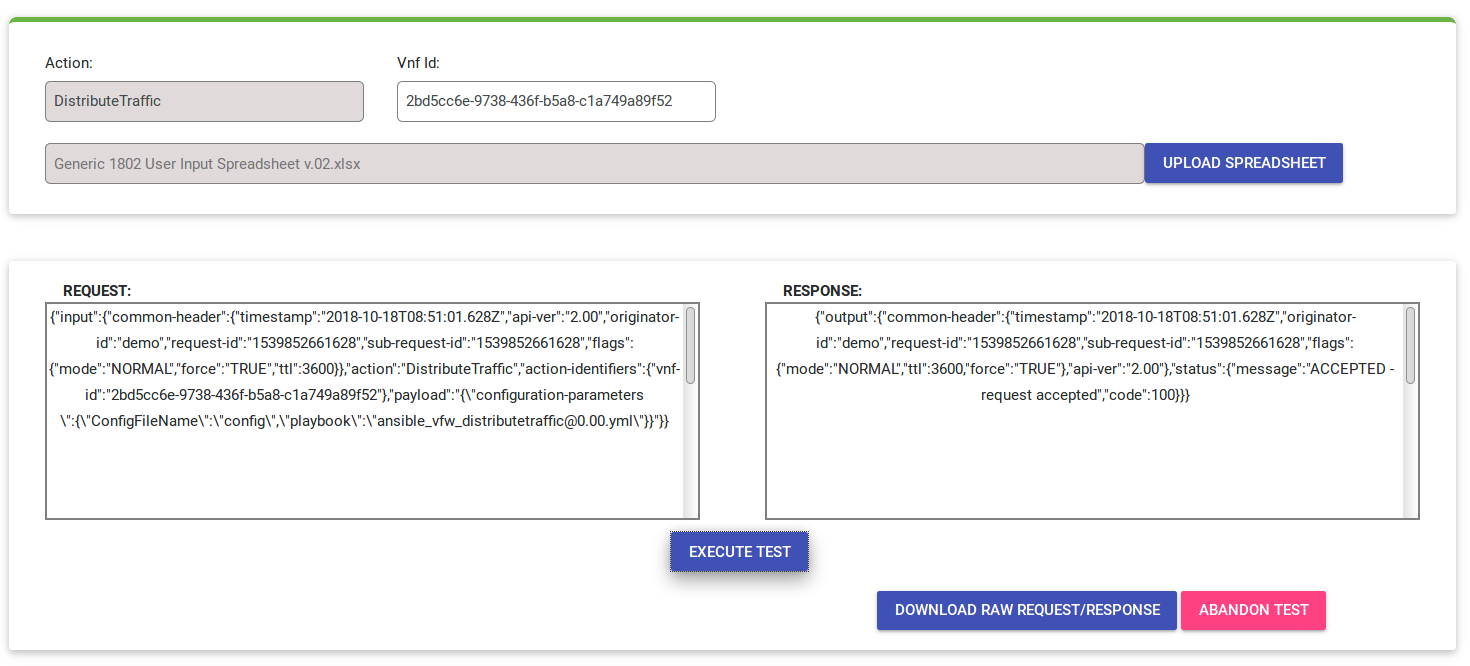 Action:
Vnf Id:
DistributeTraffic
2bd5cc6e-9738-436f-b5a8-c1a749a89f52
Generic 1802 User Input Spreadsheet v.02.xlsx
UPLOAD SPREADSHEET
REQUEST:
{"input":{"common-header":{"timestamp":"2018-10-18T08:51:01.628Z","api-ver":"2.00","originator-
id":"demo","request-id":"1539852661628","sub-request-id":"1539852661628","flags":
{"mode":"NORMAL","force":"TRUE","ttl":3600}},"action":"DistributeTraffic","action-identifiers":{"vnf-
id":"2bd5cc6e-9738-436f-b5a8-c1a749a89f52"},"payload":"{\"configuration-parameters
\":{\"ConfigFileName\":\"config\",\"playbook\":\"ansible_vfw_distributetraffic@0.00.yml\"}}"}}
RESPONSE:
{"output":{"common-header":{"timestamp":"2018-10-18T08:51:01.628Z","originator-
id":"demo","request-id":"1539852661628","sub-request-id":"1539852661628","flags":
{"mode":"NORMAL","ttl":3600,"force":"TRUE"},"api-ver":"2.00"},"status":{"message":"ACCEPTED -
request accepted","code":100}}}
EXECUTE TEST
DOWNLOAD RAW REQUEST/RESPONSE
ABANDON TEST